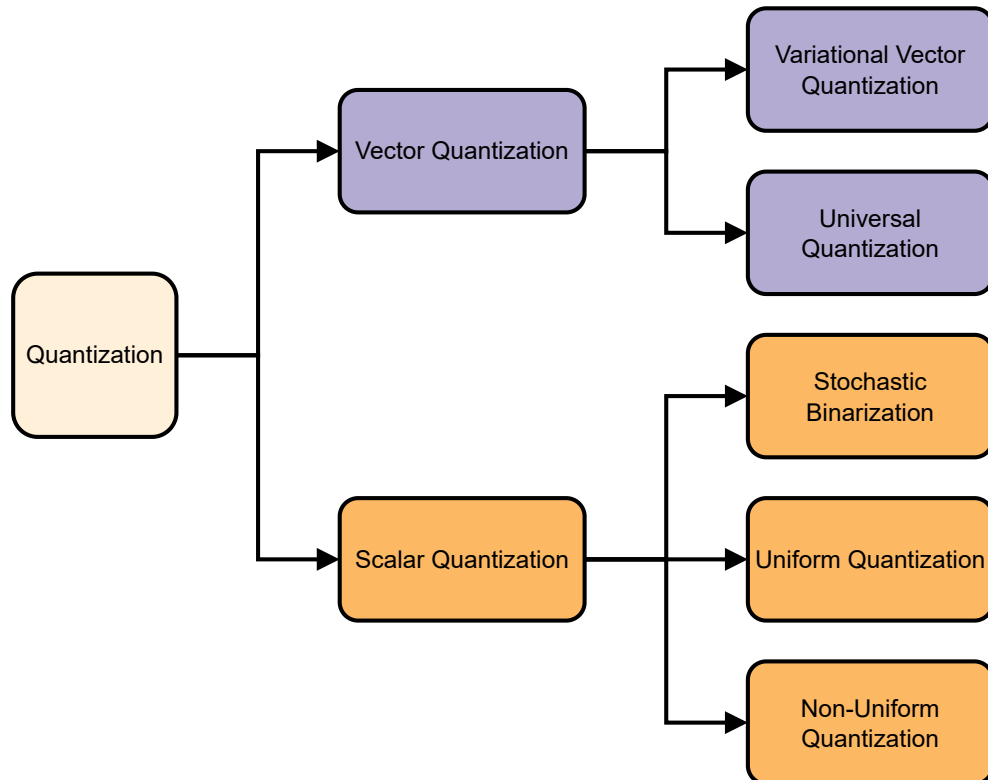 Variational Vector
Quantization
Vector Quantization
Universal
Quantization
Quantization
Stochastic
Binarization
Scalar Quantization
Uniform Quantization
Non-Uniform
Quantization